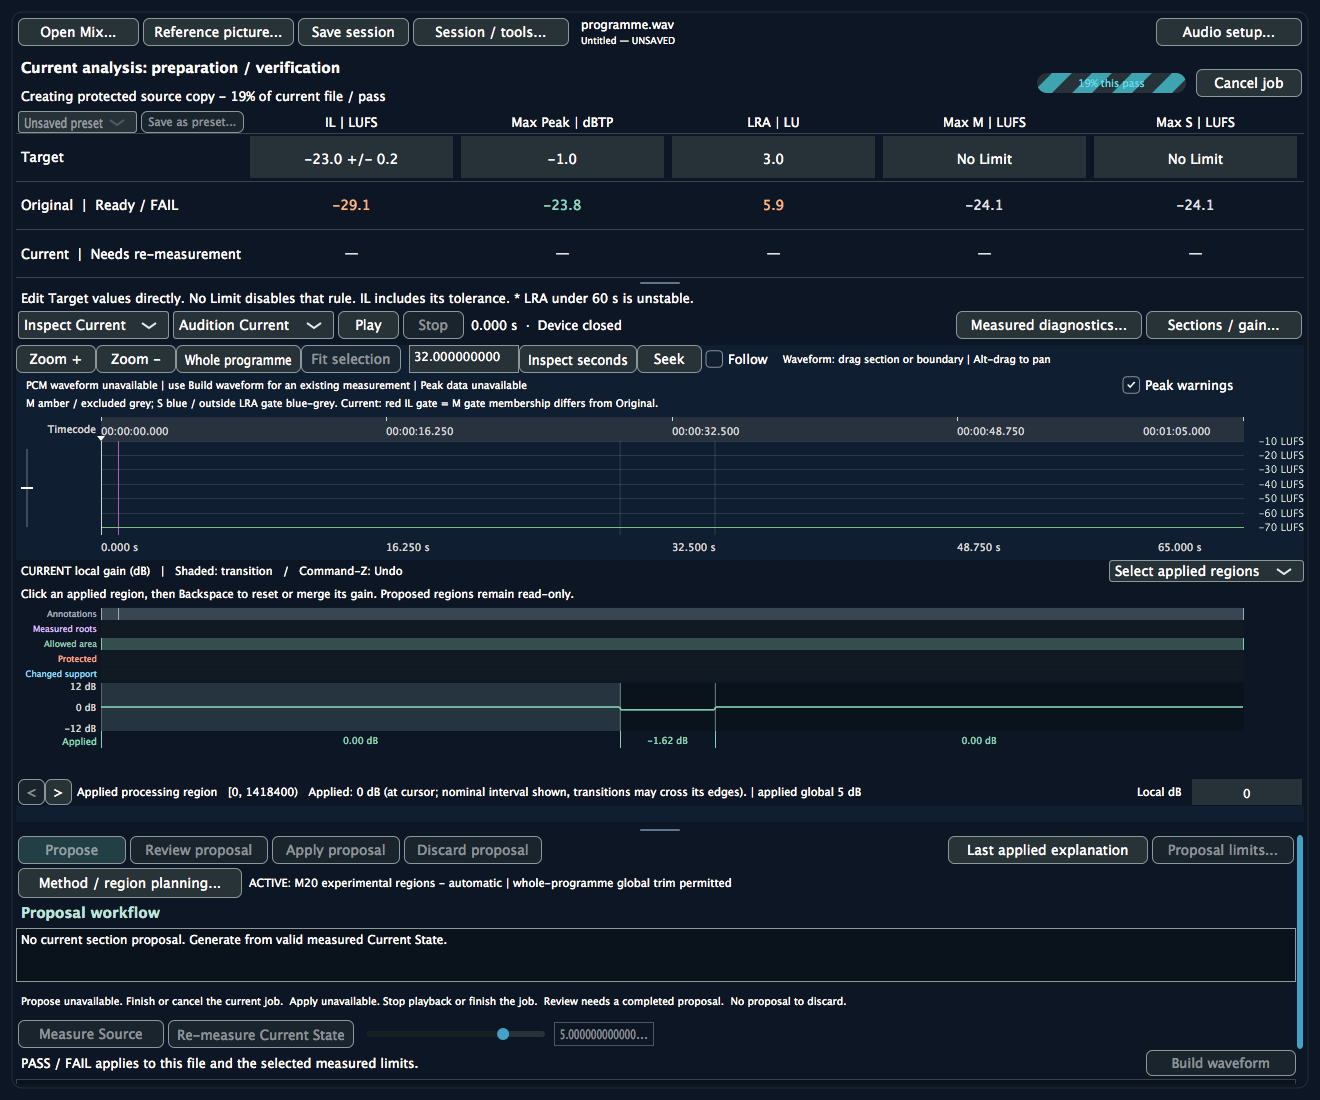 Open Mix... Reference picture... Save session Session / tools... programme.wav Audio setup...
Untitled — UNSAVED
Current analysis: preparation / verification
19% this pass Cancel job
Creating protected source copy – 19% of current file / pass
Unsaved preset Save as preset... IL | LUFS Max Peak | dBTP LRA | LU Max M | LUFS Max S | LUFS
Target -23.0 +/- 0.2 -1.0 3.0 No Limit No Limit
Original | Ready / FAIL -29.1 -23.8 5.9 -24.1 -24.1
Current | Needs re-measurement — — — — —
Edit Target values directly. No Limit disables that rule. IL includes its tolerance. * LRA under 60 s is unstable.
Inspect Current Audition Current Play Stop 0.000 s · Device closed Measured diagnostics... Sections / gain...
Zoom + Zoom – Whole programme Fit selection 32.000000000 Inspect seconds Seek Follow Waveform: drag section or boundary | Alt-drag to pan
PCM waveform unavailable | use Build waveform for an existing measurement | Peak data unavailable Peak warnings
M amber / excluded grey; S blue / outside LRA gate blue-grey. Current: red IL gate = M gate membership differs from Original.
Timecode 00:00:00.000 00:00:16.250 00:00:32.500 00:00:48.750 00:01:05.000
-10 LUFS
-20 LUFS
-30 LUFS
-40 LUFS
-50 LUFS
-60 LUFS
-70 LUFS
0.000 s 16.250 s 32.500 s 48.750 s 65.000 s
CURRENT local gain (dB) | Shaded: transition / Command-Z: Undo Select applied regions
Click an applied region, then Backspace to reset or merge its gain. Proposed regions remain read-only.
Annotations
Measured roots
Allowed area
Protected
Changed support
12 dB
0 dB
-12 dB
Applied 0.00 dB -1.62 dB 0.00 dB
< > Applied processing region [0, 1418400) Applied: 0 dB (at cursor; nominal interval shown, transitions may cross its edges). | applied global 5 dB Local dB 0
Propose Review proposal Apply proposal Discard proposal Last applied explanation Proposal limits...
Method / region planning... ACTIVE: M20 experimental regions – automatic | whole-programme global trim permitted
Proposal workflow
No current section proposal. Generate from valid measured Current State.
Propose unavailable. Finish or cancel the current job. Apply unavailable. Stop playback or finish the job. Review needs a completed proposal. No proposal to discard.
Measure Source Re-measure Current State 5.000000000000...
PASS / FAIL applies to this file and the selected measured limits. Build waveform